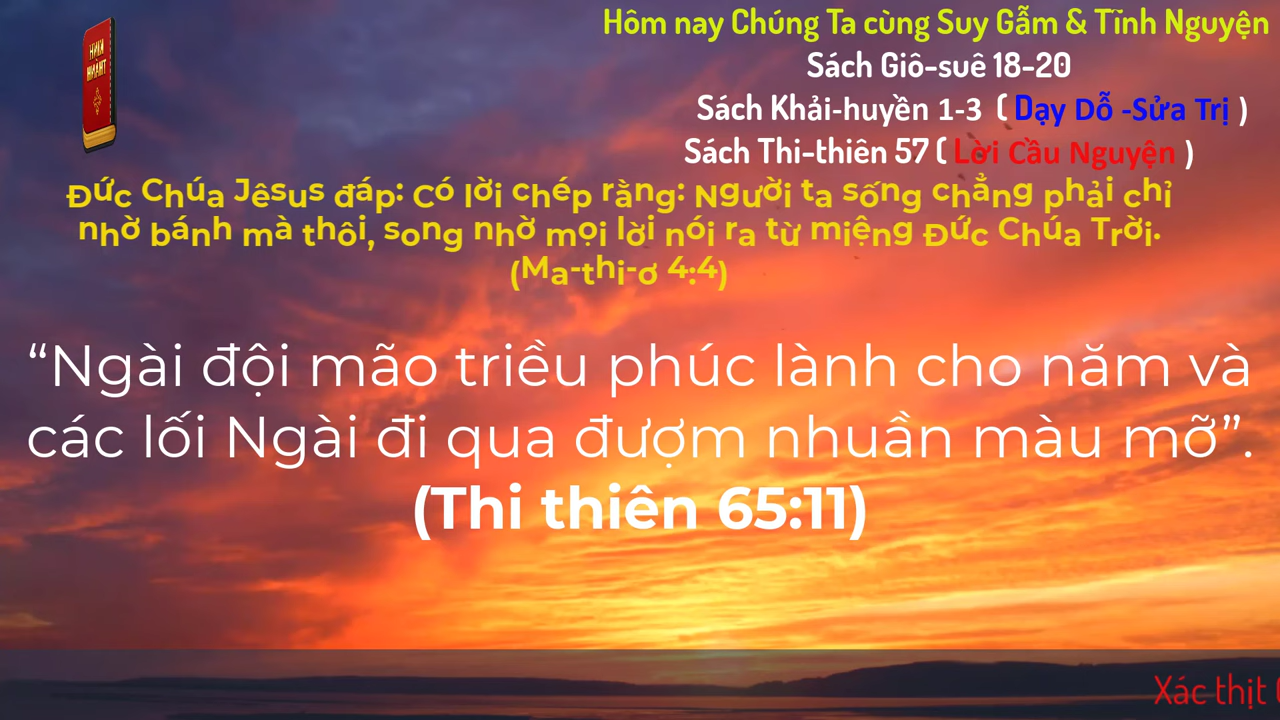 Hôm nay Chúng Ta cùng Suy Gẫm & Tĩnh Nguyện
Sách Giô-suê 18-20
Sách Khải-huyền 1-3 ( Dạy Dỗ -Sửa Trị )
Sách Thi-thiên 57 ( Lời Cầu Nguyện )
KINH
THÁNH
Đức Chúa Jêsus đáp: Có lời chép rằng: Người ta sống chẳng phải chỉ
nhờ bánh mà thôi, song nhờ mọi lời nói ra từ miệng Đức Chúa Trời.
(Ma-thi-ơ 4:4)
“Ngài đội mão triều phúc lành cho năm và
các lối Ngài đi qua đượm nhuần màu mỡ”.
(Thi thiên 65:11)
Xác thịt